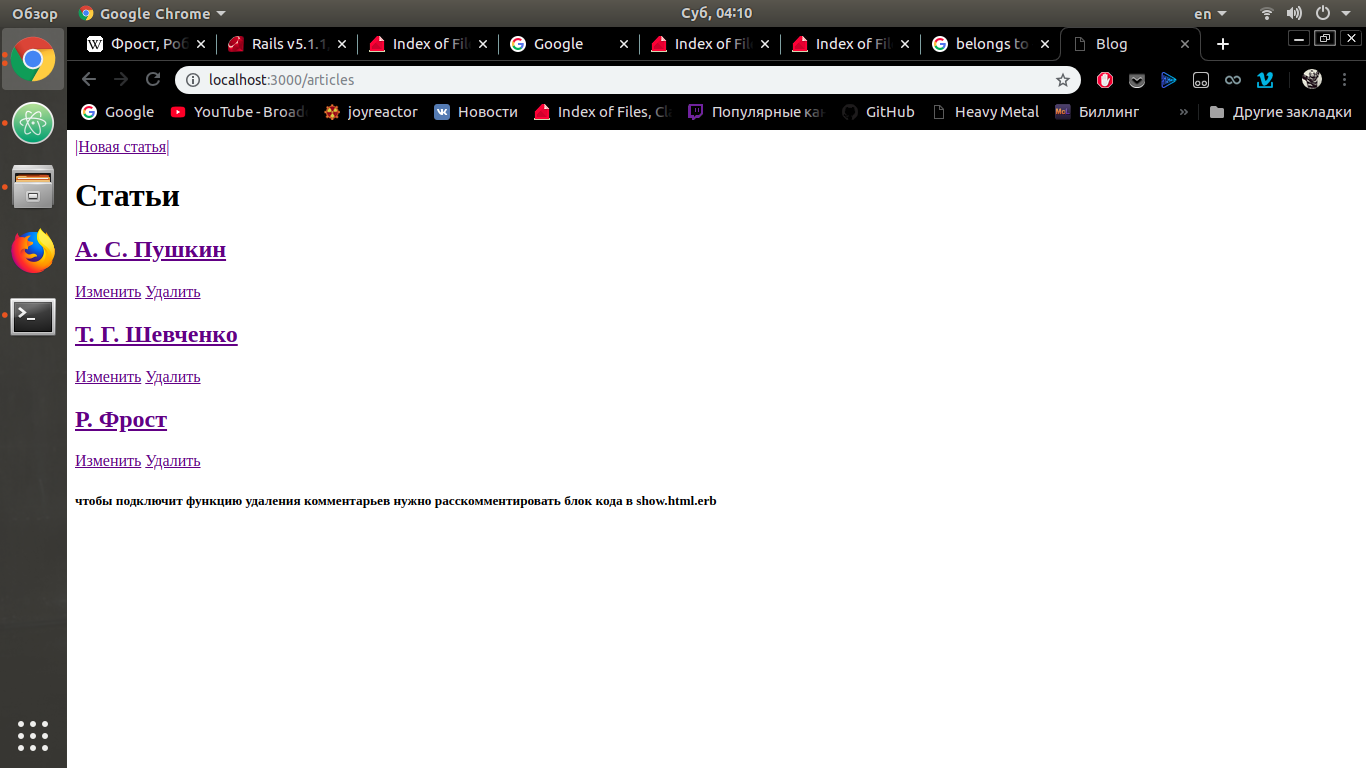 Обзор Google Chrome Суб, 04:10 en
Фрост, Роб Rails v5.1.1, Index of File Google Index of File Index of File belongs to Blog
localhost:3000/articles
Google YouTube - Broad joyreactor Новости Index of Files, Cla Популярные кан GitHub Heavy Metal Биллинг » Другие закладки
|Новая статья|
Статьи
А. С. Пушкин
Изменить Удалить
Т. Г. Шевченко
Изменить Удалить
Р. Фрост
Изменить Удалить
чтобы подключит функцию удаления комментарьев нужно расскомментировать блок кода в show.html.erb